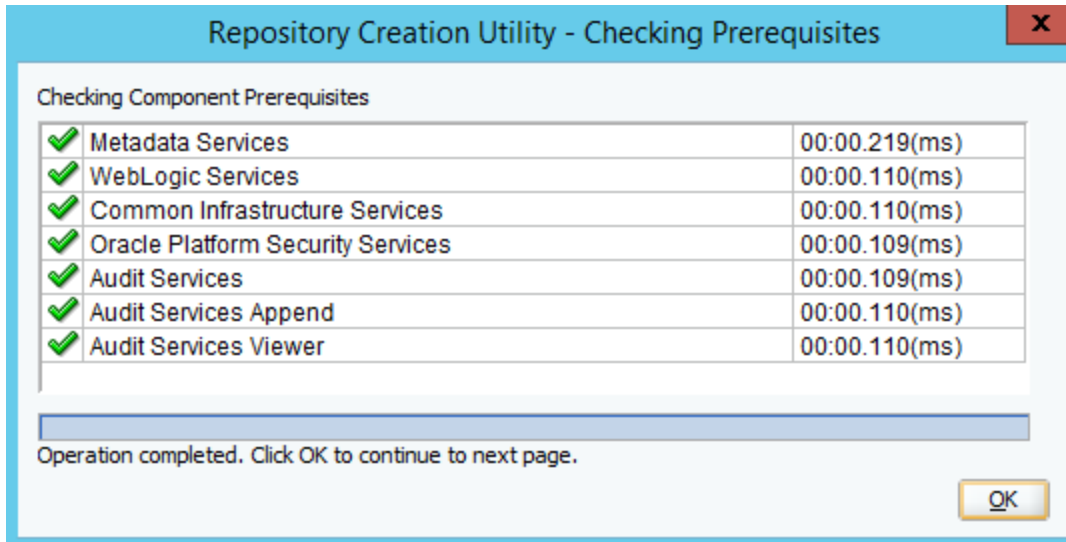 Repository Creation Utility - Checking Prerequisites
x
Checking Component Prerequisites
Metadata Services 00:00.219(ms)
WebLogic Services 00:00.110(ms)
Common Infrastructure Services 00:00.110(ms)
Oracle Platform Security Services 00:00.109(ms)
Audit Services 00:00.109(ms)
Audit Services Append 00:00.110(ms)
Audit Services Viewer 00:00.110(ms)
Operation completed. Click OK to continue to next page.
OK